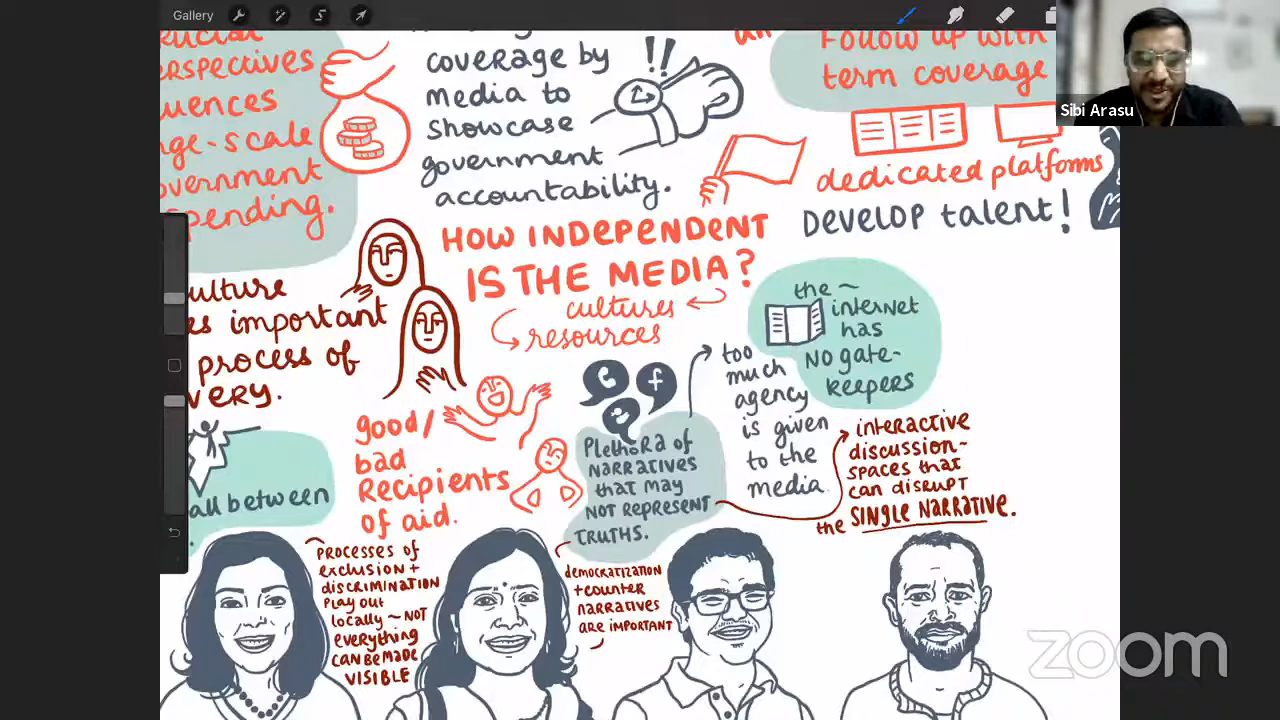 Gallery
Sibi Arasu
ERSPECTIVES
UENCES
GE-SCALE
OVERNMENT
SPENDING.
coverage by
media to
showcase
government
accountability.
!!
Follow up with
term coverage
dedicated platforms
DEVELOP talent!
HOW INDEPENDENT
IS THE MEDIA?
cultures
resources
ulture
es important
process of
VERY.
the ~
internet
has
NO gate-
keepers
too
much
agency
is given
to the
media
good/
bad
Recipients
of aid.
f
PlethoRa of
NARRATIVES
that may
NOT REPRESENT
TRUTHS.
interactive
discussion-
spaces that
can disrupt
the SINGLE NARRATIVE.
all between
PROCESSES OF
exclusion +
discrimination
Play out
locally ~ NOT
everything
CAN BE MADE
VISIBLE
democratization
+ counter
narratives
are important
zoom